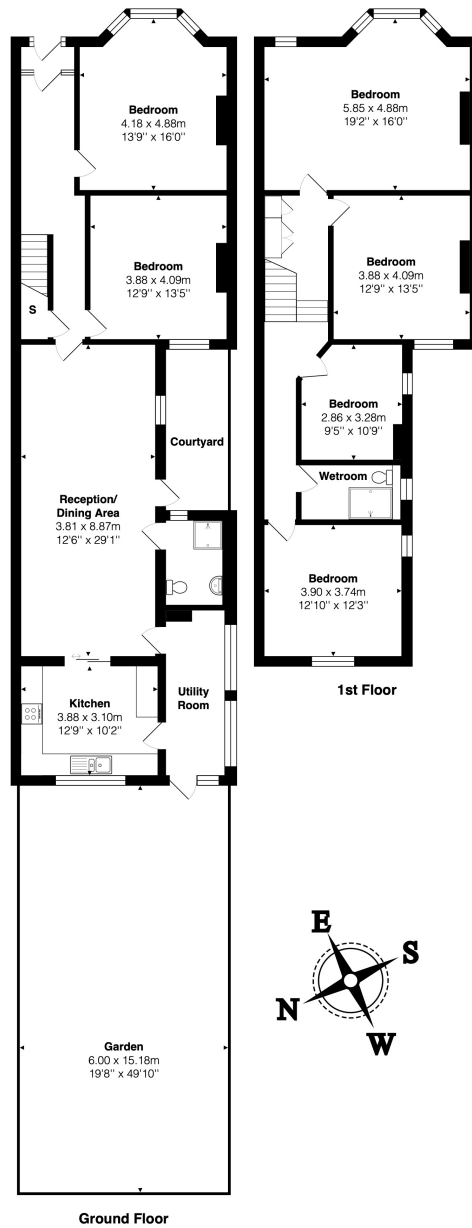 Bedroom
4.18 x 4.88m
13'9'' x 16'0''
Bedroom
3.88 x 4.09m
12'9'' x 13'5''
S
Courtyard
Reception/
Dining Area
3.81 x 8.87m
12'6'' x 29'1''
Kitchen
3.88 x 3.10m
12'9'' x 10'2''
Utility
Room
Garden
6.00 x 15.18m
19'8'' x 49'10''
Ground Floor
Bedroom
5.85 x 4.88m
19'2'' x 16'0''
Bedroom
3.88 x 4.09m
12'9'' x 13'5''
Bedroom
2.86 x 3.28m
9'5'' x 10'9''
Wetroom
Bedroom
3.90 x 3.74m
12'10'' x 12'3''
1st Floor
E
S
N
W